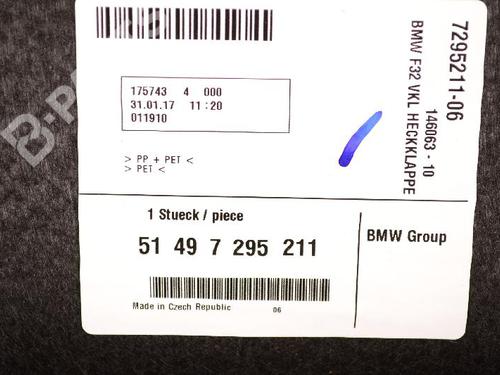 175743 4 000
31.01.17 11:20
011910
> PP + PET <
> PET <
7295211-06
146063 - 10
BMW F32 VKL HECKKLAPPE
1 Stueck / piece
51 49 7 295 211
Made in Czech Republic 06
BMW Group
B-PARTS